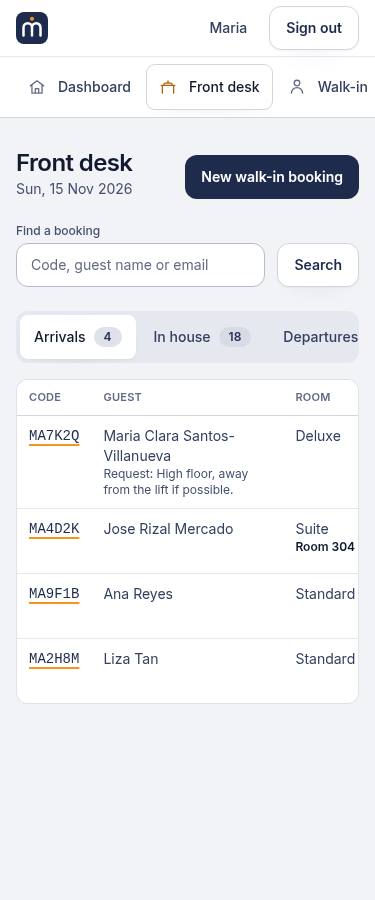 m
Maria
Sign out
Dashboard
Front desk
Walk-in
Front desk
Sun, 15 Nov 2026
New walk-in booking
Find a booking
Code, guest name or email
Search
Arrivals 4
In house 18
Departures
CODE GUEST ROOM
MA7K2Q Maria Clara Santos- Deluxe
Villanueva
Request: High floor, away
from the lift if possible.
MA4D2K Jose Rizal Mercado Suite
Room 304
MA9F1B Ana Reyes Standard
MA2H8M Liza Tan Standard